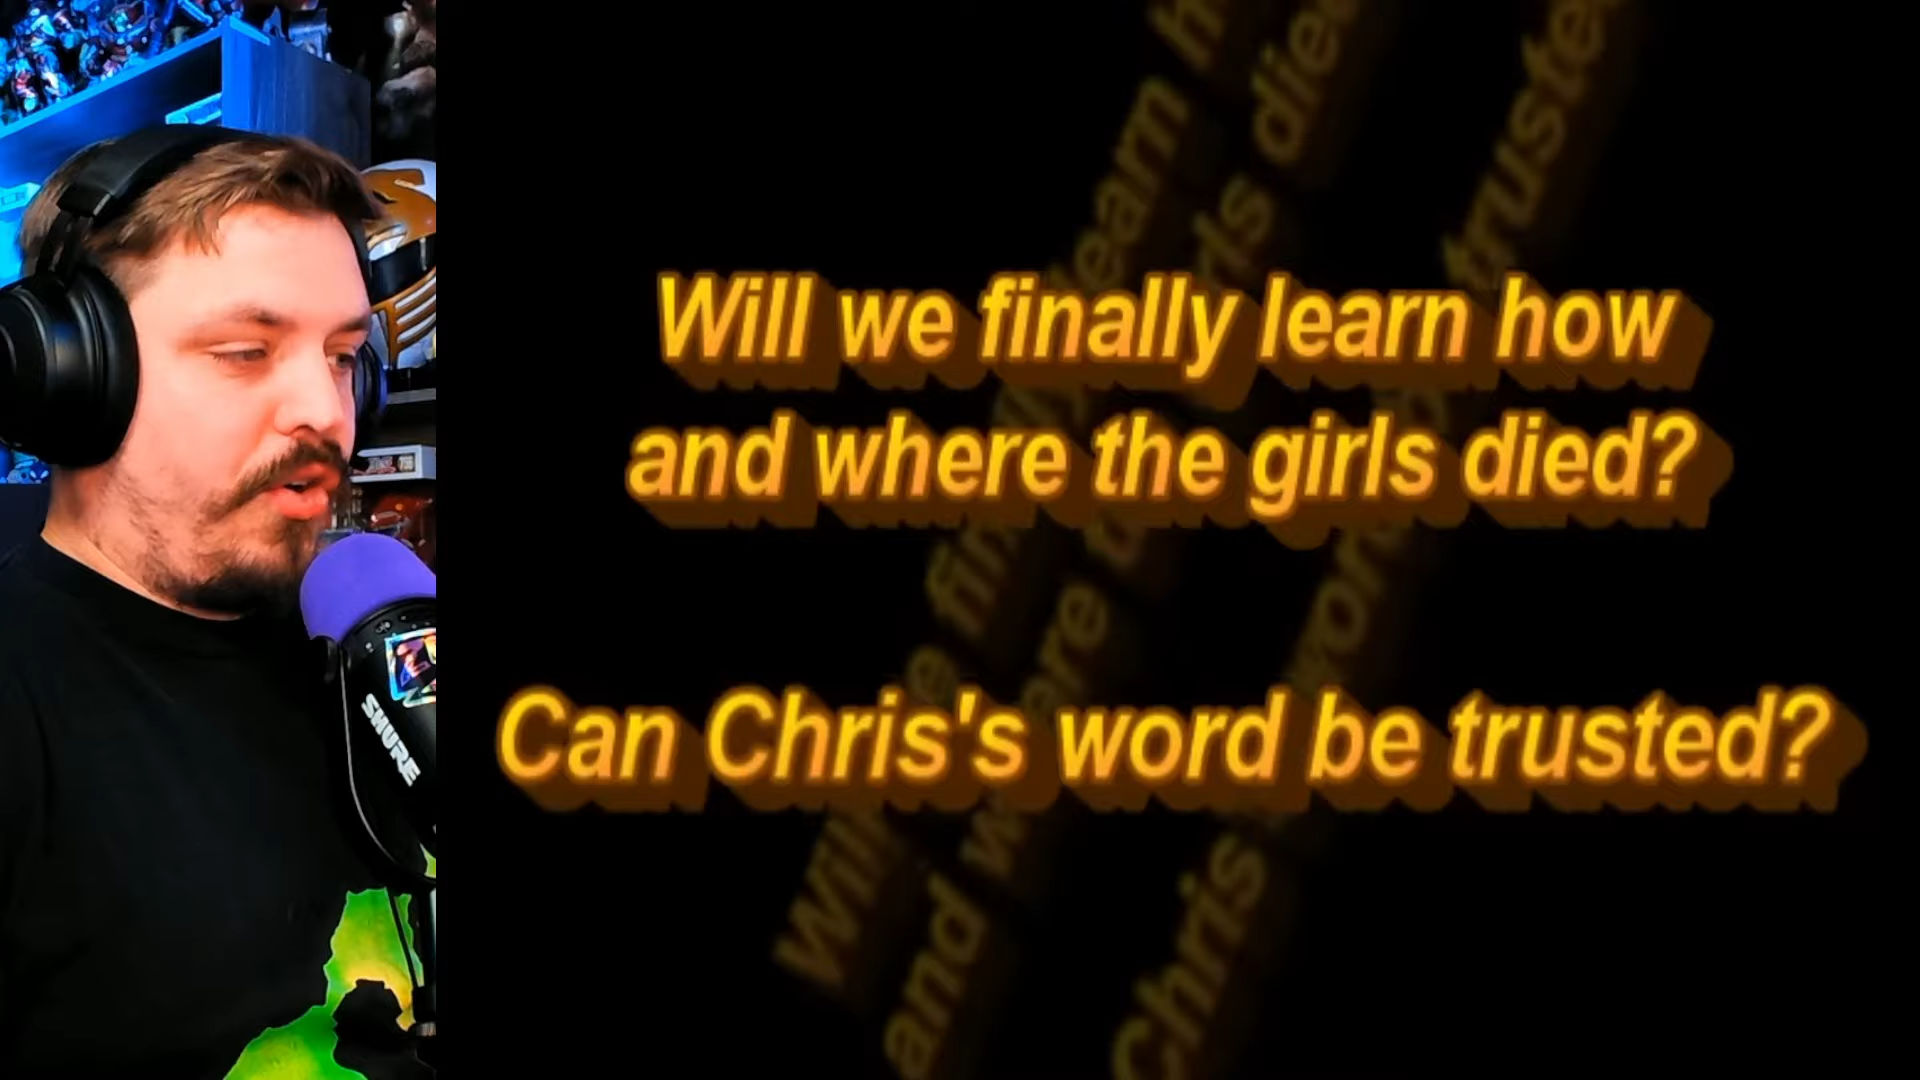 Will we finally learn how
and where the girls died?
Can Chris's word be trusted?
SHURE